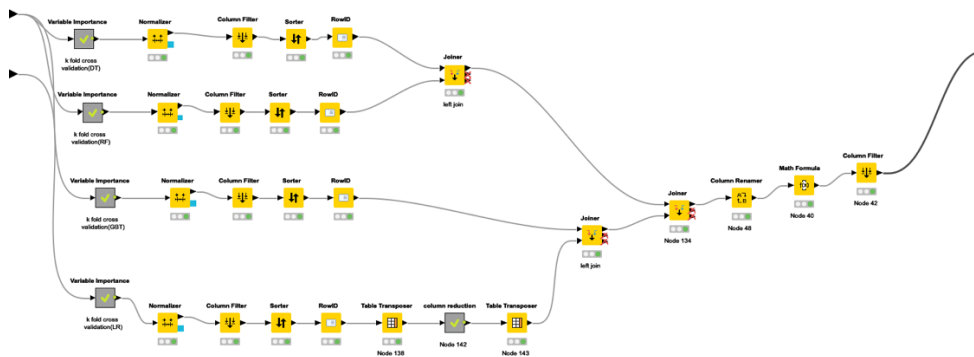 Variable Importance
Normalizer
Column Filter
Sorter
RowID
k fold cross
validation(DT)
Joiner
left join
Variable Importance
Normalizer
Column Filter
Sorter
RowID
k fold cross
validation(RF)
Variable Importance
Normalizer
Column Filter
Sorter
RowID
k fold cross
validation(GBT)
Joiner
left join
Joiner
Node 134
Column Renamer
Node 48
Math Formula
Node 40
Column Filter
Node 42
Variable Importance
k fold cross
validation(LR)
Normalizer
Column Filter
Sorter
RowID
Table Transposer
Node 138
column reduction
Node 142
Table Transposer
Node 143